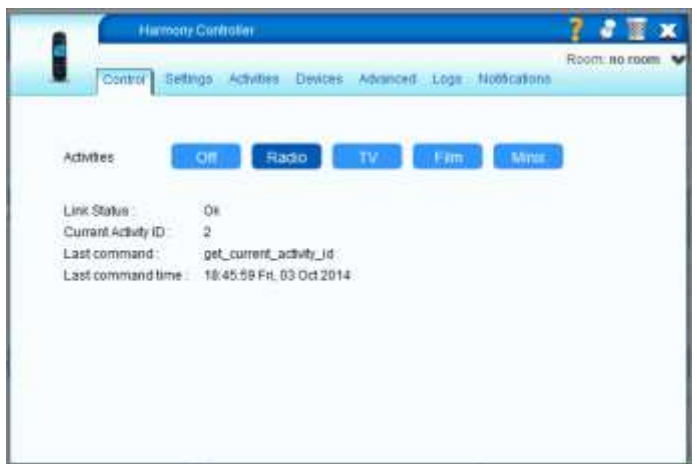 Harmony Controller
?
Room: no room
Control Settings Activities Devices Advanced Logs Notifications
Activities Off Radio TV Film Minix
Link Status : Ok
Current Activity ID : 2
Last command : get_current_activity_id
Last command time : 18:45:59 Fri, 03 Oct 2014